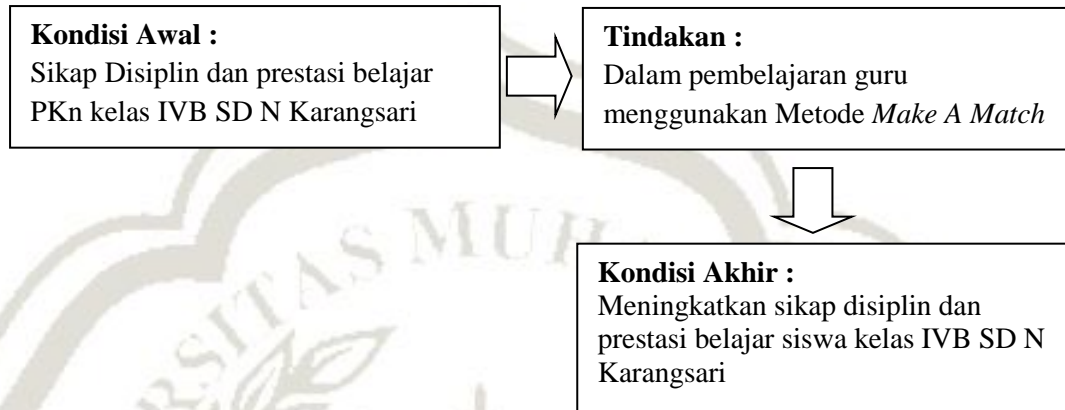 Kondisi Awal :
Sikap Disiplin dan prestasi belajar
PKn kelas IVB SD N Karangsari
Tindakan :
Dalam pembelajaran guru
menggunakan Metode Make A Match
Kondisi Akhir :
Meningkatkan sikap disiplin dan
prestasi belajar siswa kelas IVB SD N
Karangsari